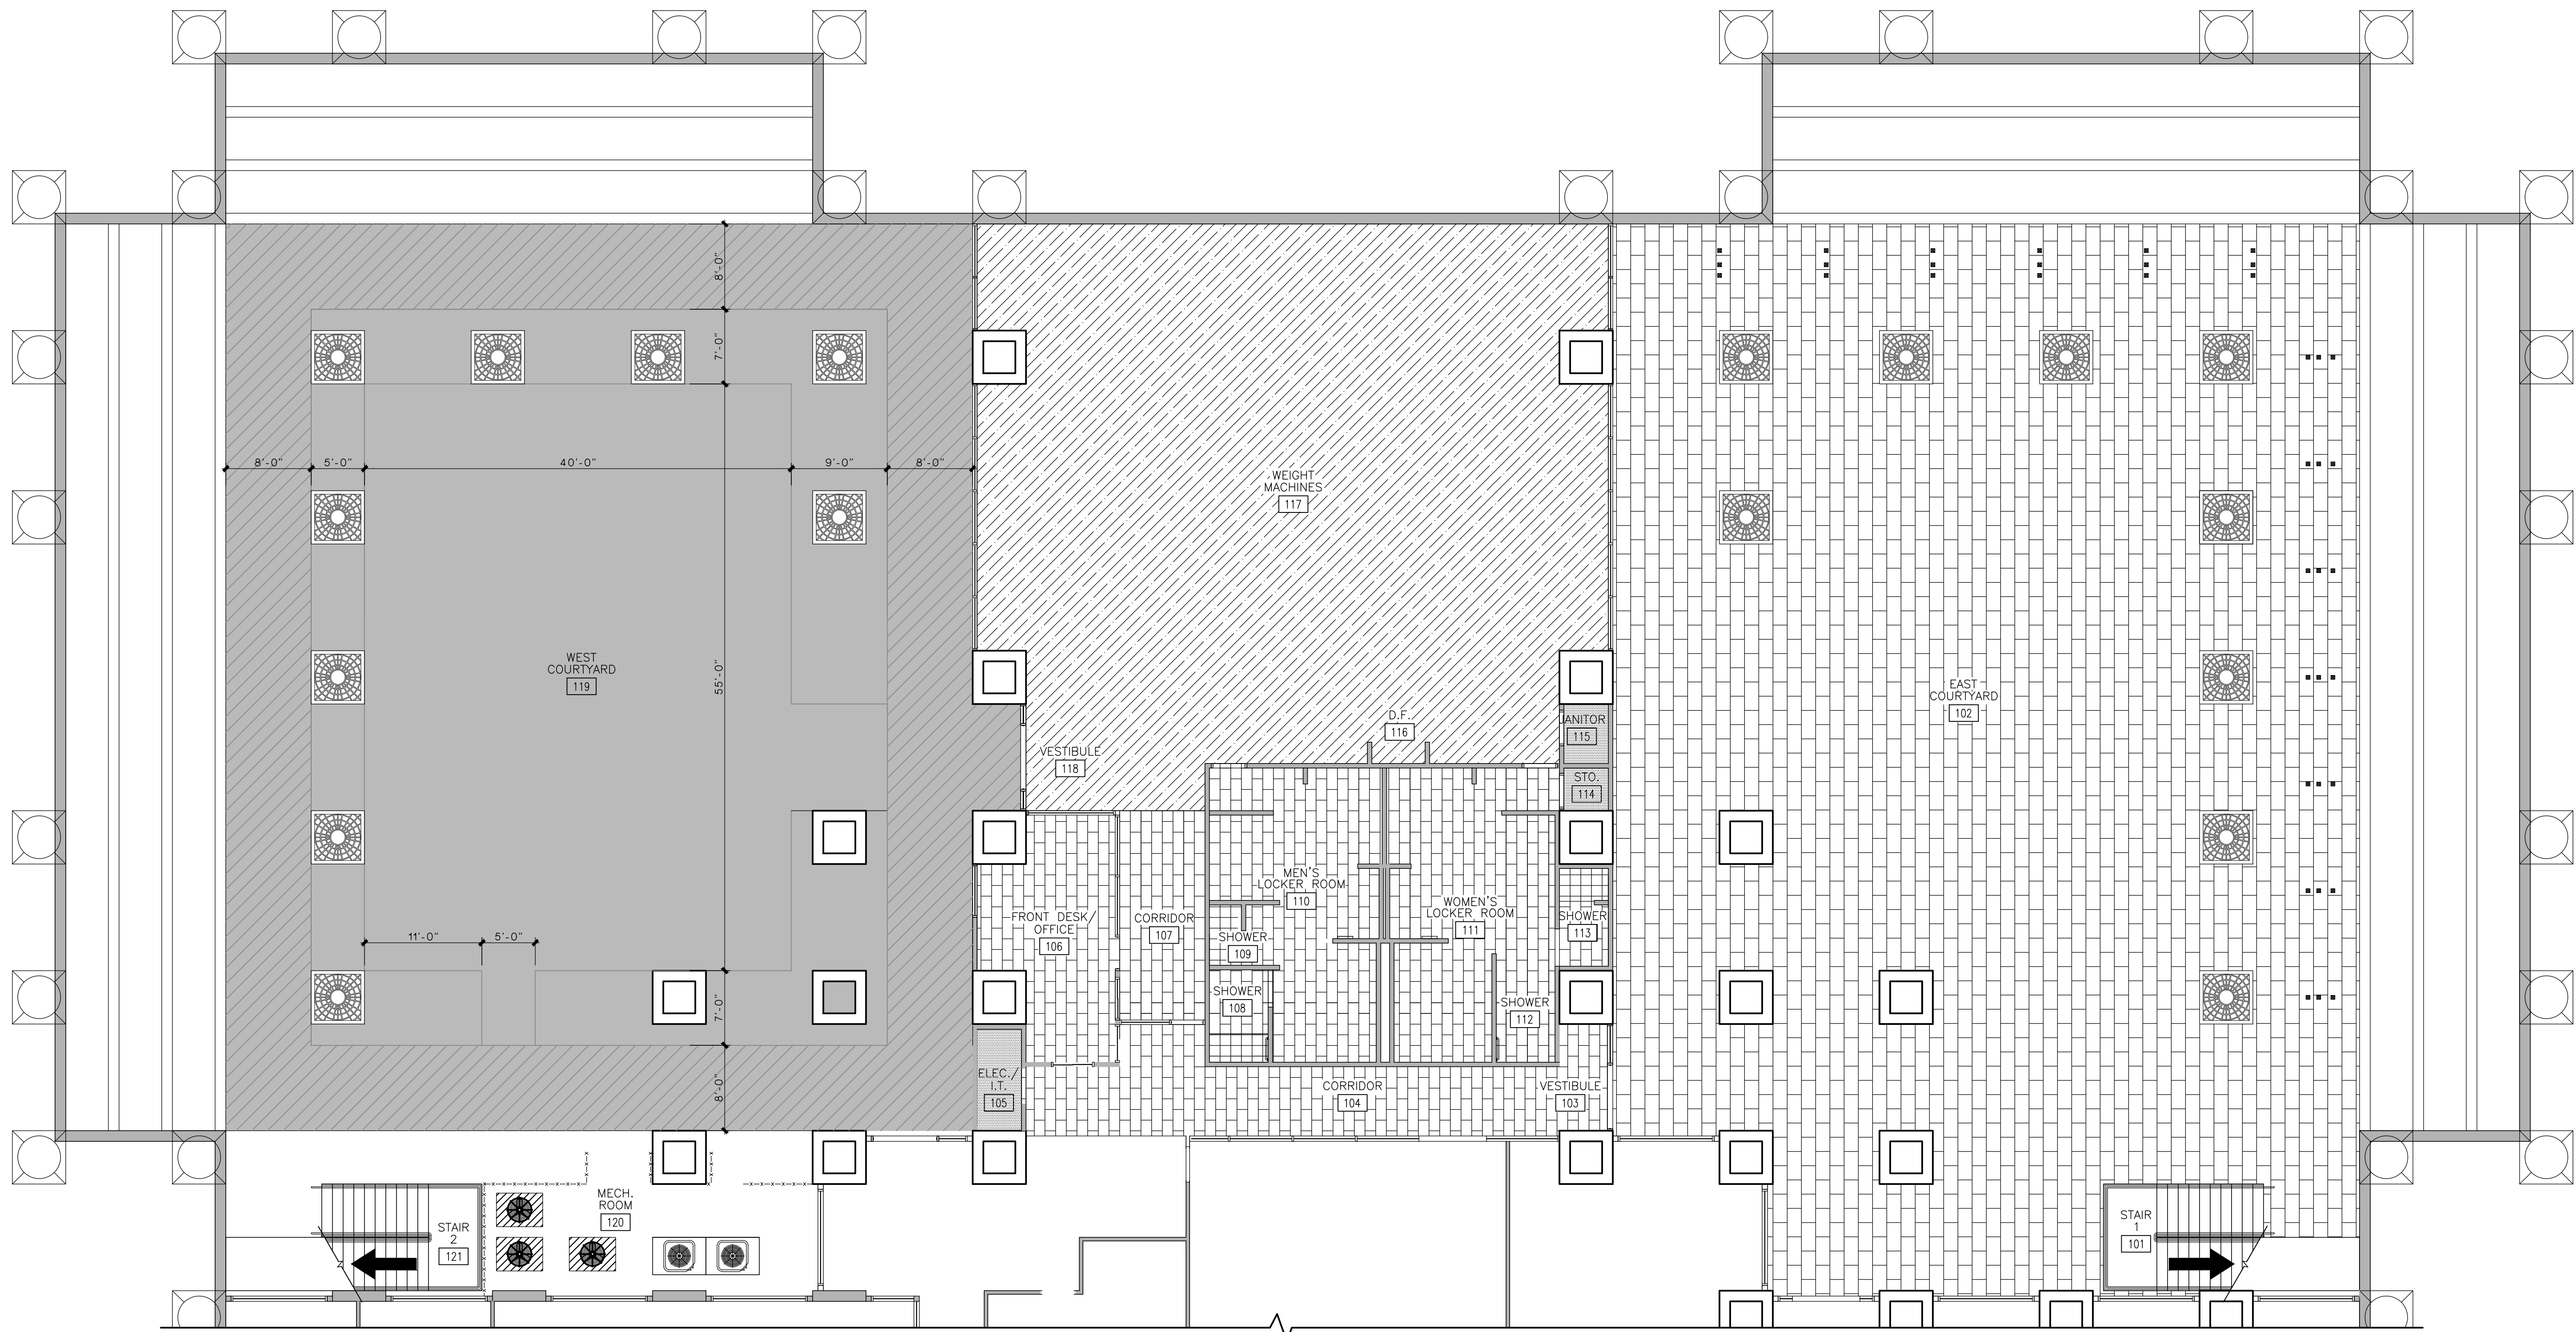 8'-0"
7'-0"
8'-0"
5'-0"
40'-0"
9'-0"
8'-0"
WEIGHT
MACHINES
117
WEST
COURTYARD
119
55'-0"
EAST
COURTYARD
102
D.F.
116
JANITOR
115
VESTIBULE
118
STO.
114
MEN'S
LOCKER ROOM
110
WOMEN'S
LOCKER ROOM
111
FRONT DESK/
OFFICE
106
CORRIDOR
107
SHOWER
113
11'-0"
5'-0"
SHOWER
109
SHOWER
108
SHOWER
112
7'-0"
8'-0"
ELEC./
I.T.
105
CORRIDOR
104
VESTIBULE
103
MECH.
ROOM
120
STAIR
2
121
STAIR
1
101